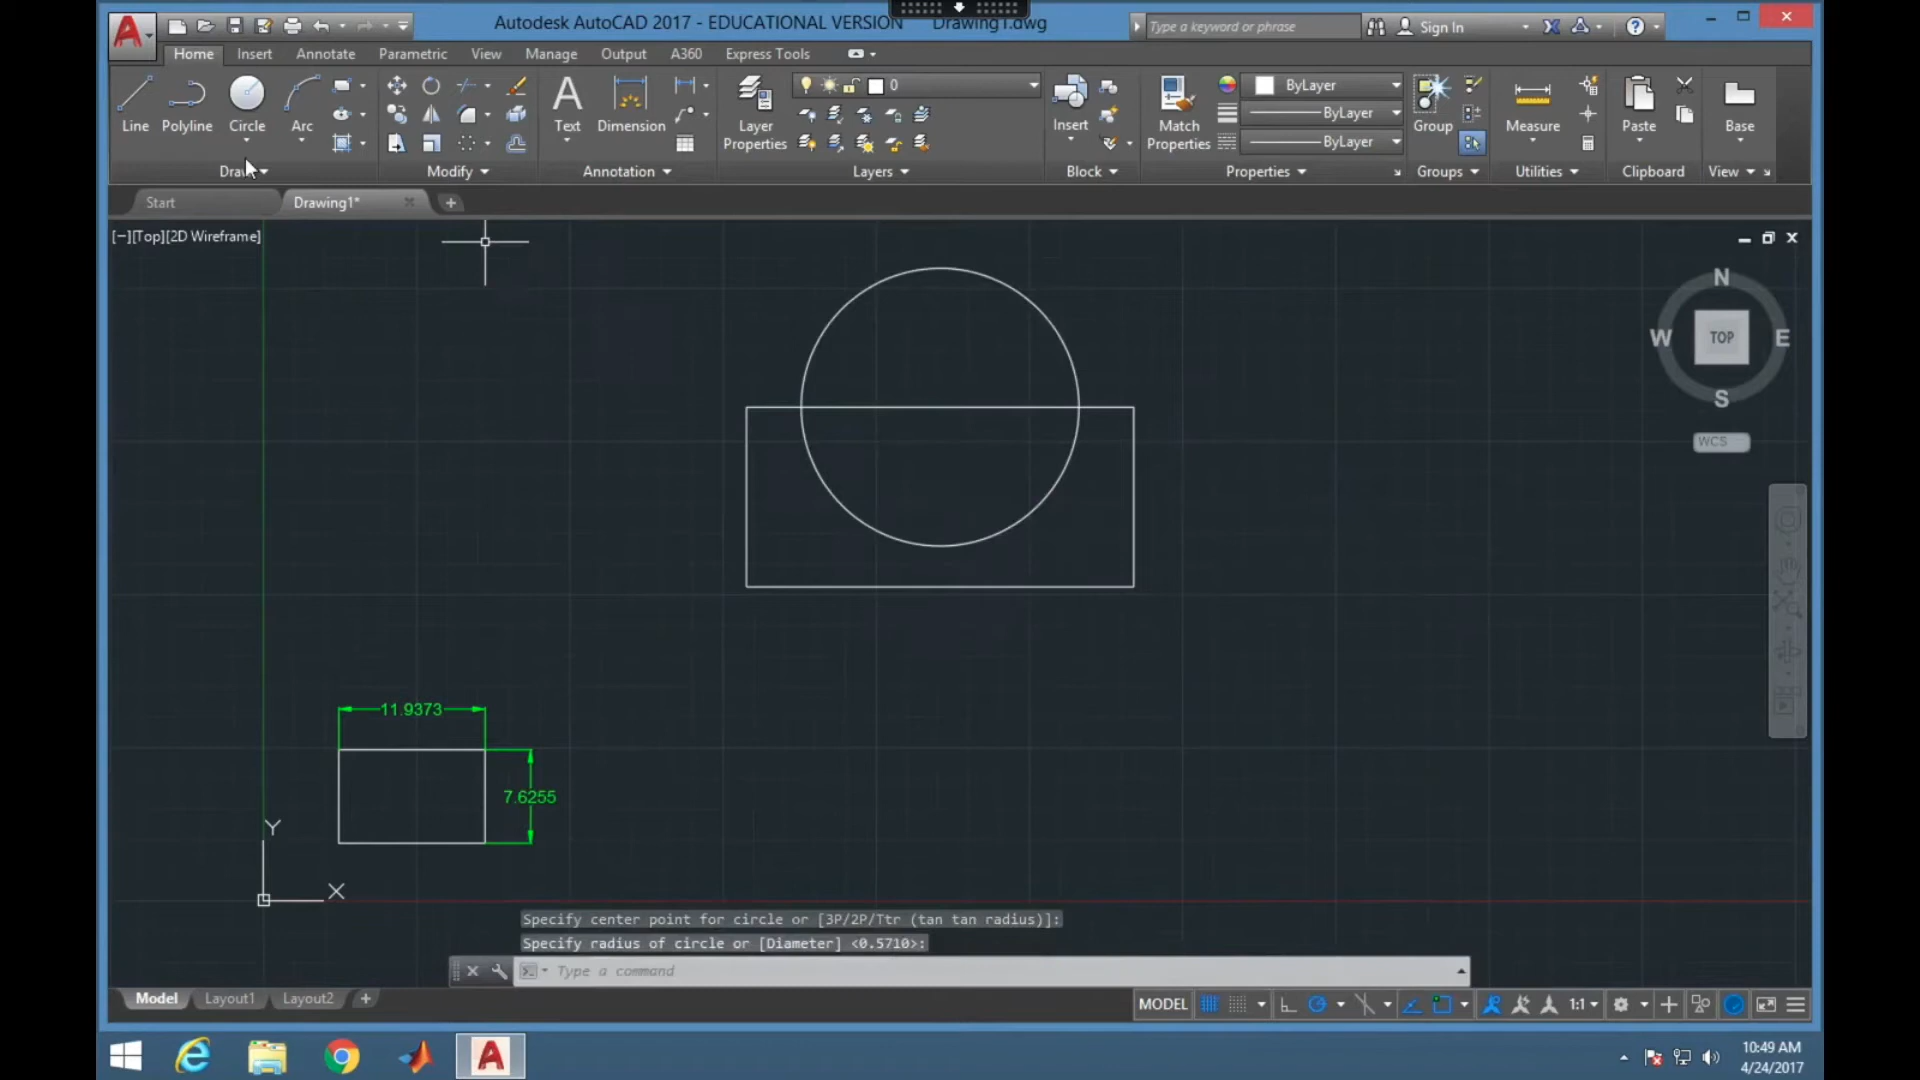 Autodesk AutoCAD 2017 - EDUCATIONAL VERSION Drawing1.dwg
Type a keyword or phrase
Sign In
Home Insert Annotate Parametric View Manage Output A360 Express Tools
0
ByLayer
ByLayer
ByLayer
Line Polyline Circle Arc
Text Dimension
Layer
Properties
Insert
Match
Properties
Group
Measure
Paste
Base
Draw Modify Annotation Layers Block Properties Groups Utilities Clipboard View
Start Drawing1*
[−][Top][2D Wireframe]
N
W TOP E
S
WCS
11.9373
7.6255
Y
X
Specify center point for circle or [3P/2P/Ttr (tan tan radius)]:
Specify radius of circle or [Diameter] <0.5710>:
Type a command
Model Layout1 Layout2
MODEL 1:1
10:49 AM
4/24/2017